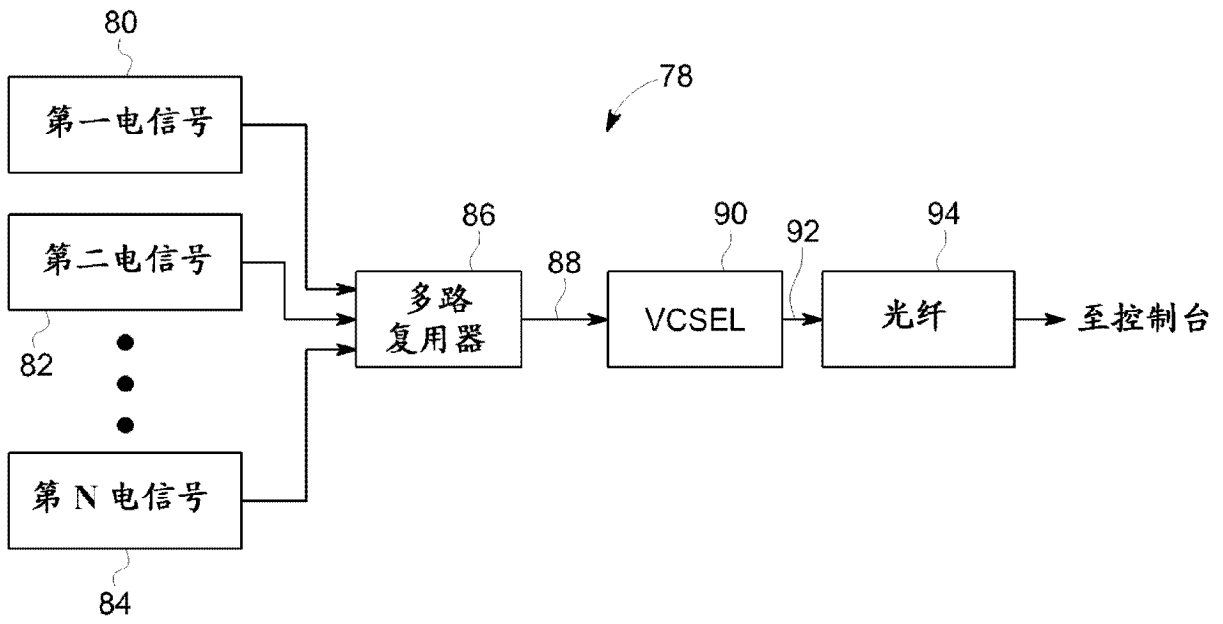 80
第一电信号
78
第二电信号
82
86
多路
复用器
88
90
VCSEL
92
94
光纤
至控制台
第 N 电信号
84